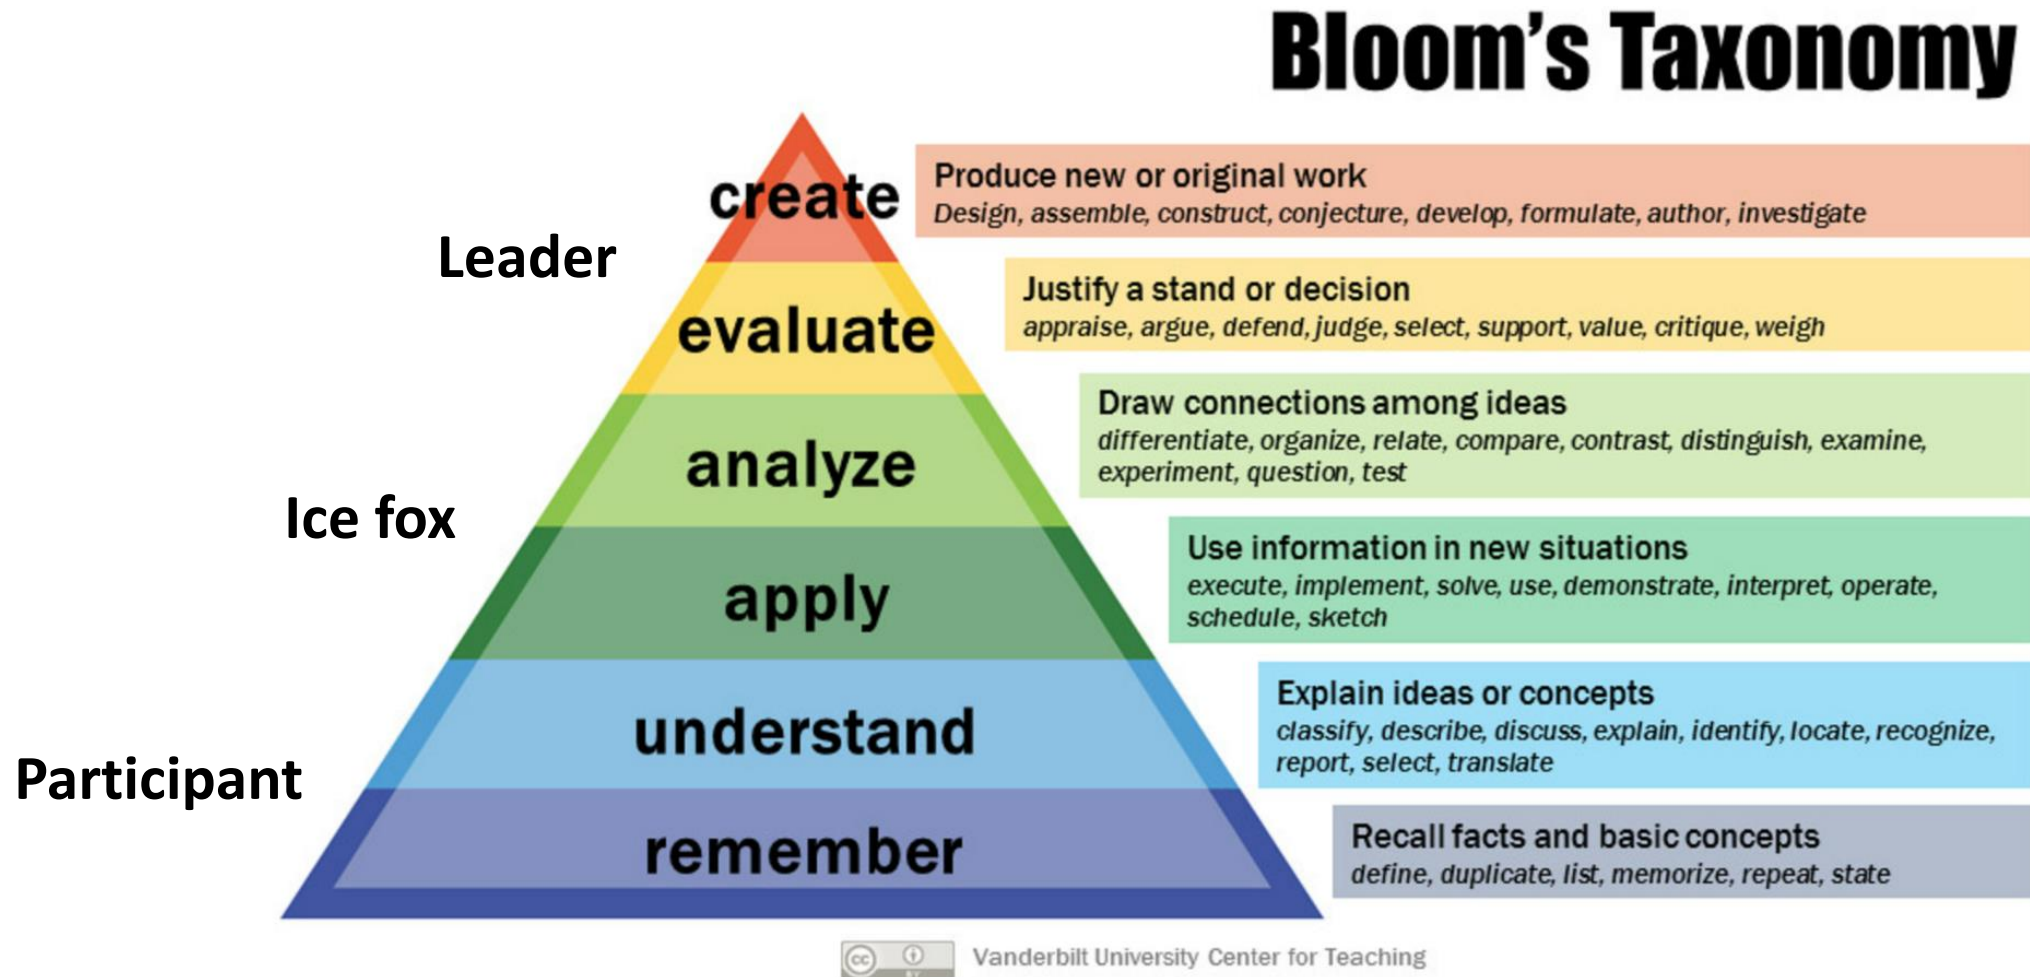 Bloom's Taxonomy
create
Produce new or original work
Design, assemble, construct, conjecture, develop, formulate, author, investigate
Leader
evaluate
Justify a stand or decision
appraise, argue, defend, judge, select, support, value, critique, weigh
analyze
Draw connections among ideas
differentiate, organize, relate, compare, contrast, distinguish, examine,
experiment, question, test
Ice fox
apply
Use information in new situations
execute, implement, solve, use, demonstrate, interpret, operate,
schedule, sketch
understand
Explain ideas or concepts
classify, describe, discuss, explain, identify, locate, recognize,
report, select, translate
Participant
remember
Recall facts and basic concepts
define, duplicate, list, memorize, repeat, state
cc
BY
Vanderbilt University Center for Teaching